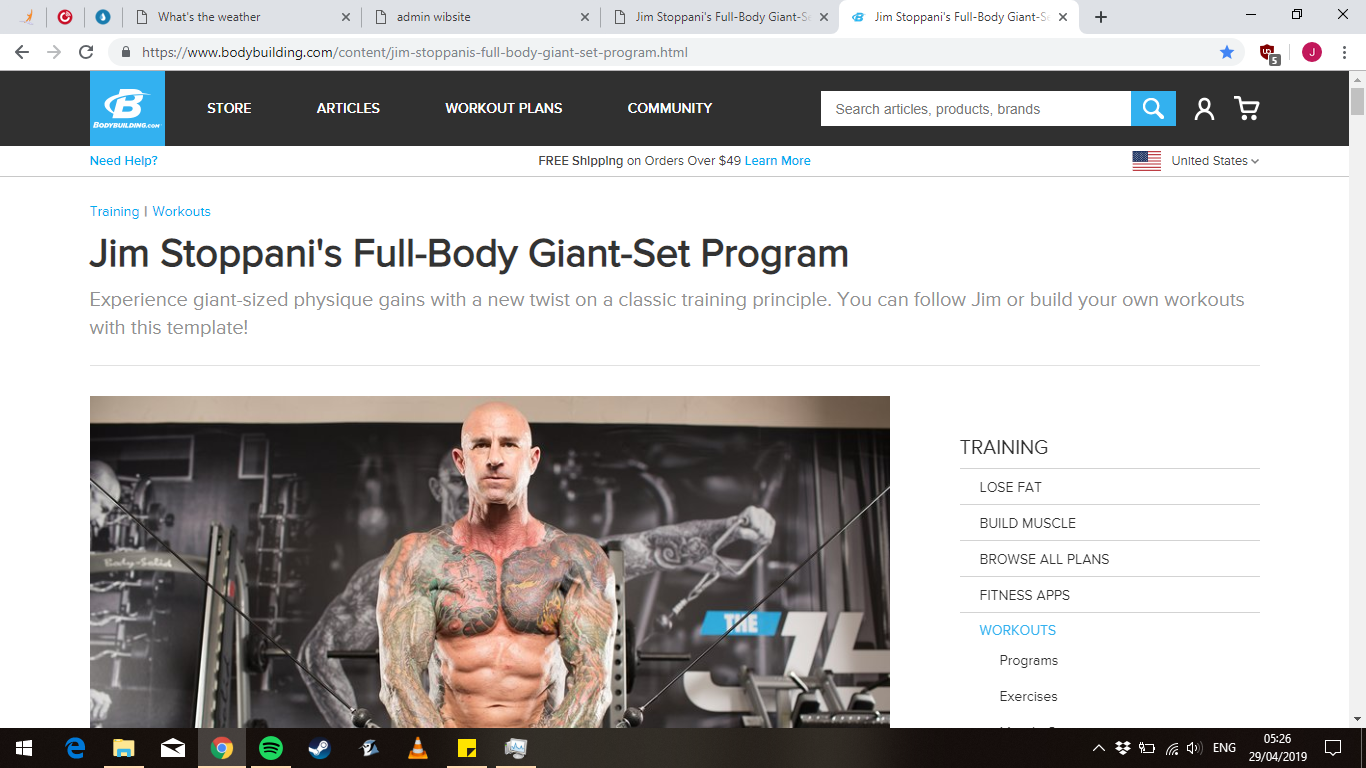 What's the weather
admin wibsite
Jim Stoppani's Full-Body Giant-S
Jim Stoppani's Full-Body Giant-S
https://www.bodybuilding.com/content/jim-stoppanis-full-body-giant-set-program.html
5
J
B
BODYBUILDING.COM
STORE
ARTICLES
WORKOUT PLANS
COMMUNITY
Search articles, products, brands
Need Help?
FREE Shipping on Orders Over $49 Learn More
United States
Training | Workouts
Jim Stoppani's Full-Body Giant-Set Program
Experience giant-sized physique gains with a new twist on a classic training principle. You can follow Jim or build your own workouts
with this template!
Body-Solid
THE
TRAINING
LOSE FAT
BUILD MUSCLE
BROWSE ALL PLANS
FITNESS APPS
WORKOUTS
Programs
Exercises
ENG
05:26
29/04/2019